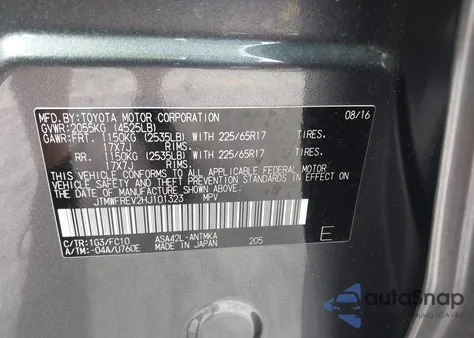 MFD.BY:TOYOTA MOTOR CORPORATION 08/16
GVWR:2055KG (4525LB)
GAWR:FRT. 1150KG (2535LB) WITH 225/65R17 TIRES,
17X7J RIMS.
RR. 1150KG (2535LB) WITH 225/65R17 TIRES,
17X7J RIMS.
THIS VEHICLE CONFORMS TO ALL APPLICABLE FEDERAL MOTOR
VEHICLE SAFETY STANDARDS IN EFFECT ON THE DATE OF
MANUFACTURE SHOWN ABOVE.
JTMWFREV2HJ101323 MPV
C/TR:1G3/FC10 ASA42L-ANTMKA 205
A/TM:-04A/U760E MADE IN JAPAN
E
autoSnap